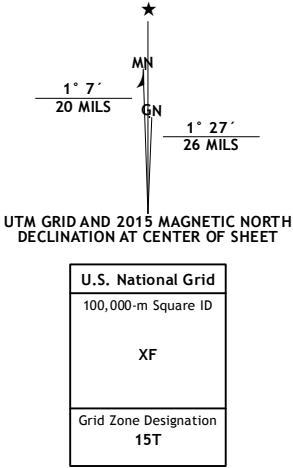 ★
MN
1° 7´
20 MILS
GN
1° 27´
26 MILS
UTM GRID AND 2015 MAGNETIC NORTH
DECLINATION AT CENTER OF SHEET
U.S. National Grid
100,000-m Square ID
XF
Grid Zone Designation
15T